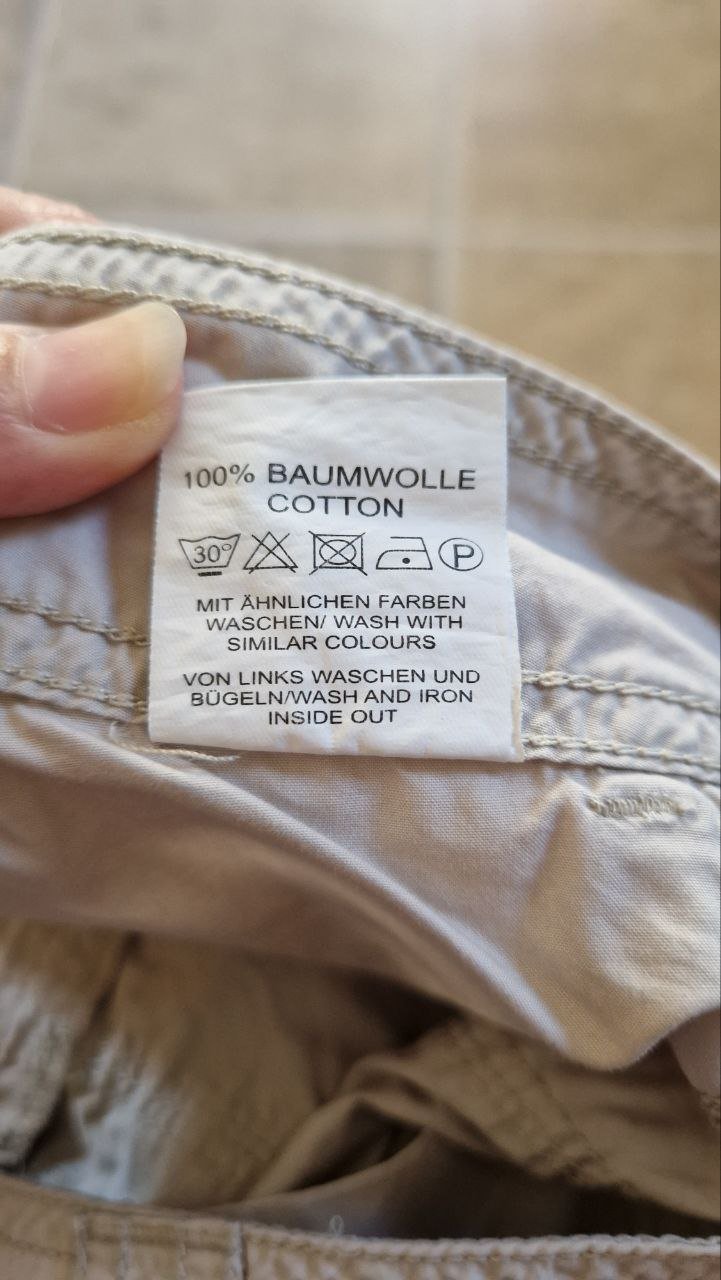 100% BAUMWOLLE
COTTON
30° P
MIT ÄHNLICHEN FARBEN
WASCHEN/ WASH WITH
SIMILAR COLOURS
VON LINKS WASCHEN UND
BÜGELN/WASH AND IRON
INSIDE OUT